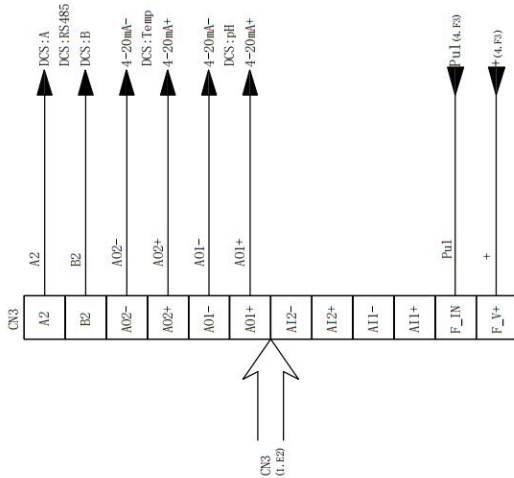 CN3
A2
B2
AO2-
AO2+
AO1-
AO1+
AI2-
AI2+
AI1-
AI1+
F_IN
F_V+
A2
B2
AO2-
AO2+
AO1-
AO1+
Pul
+
DCS:A
DCS:RS485
DCS:B
4-20mA-
DCS:Temp
4-20mA+
4-20mA-
DCS:pH
4-20mA+
Pul(4.F3)
+(4.F3)
CN3
(1.E2)